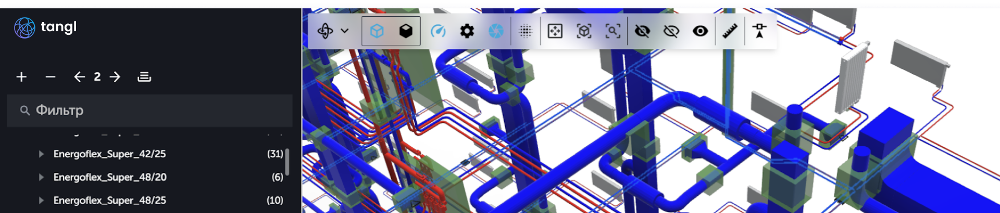 tangl
2
Фильтр
Energoflex_Super_42/25 (31)
Energoflex_Super_48/20 (6)
Energoflex_Super_48/25 (10)